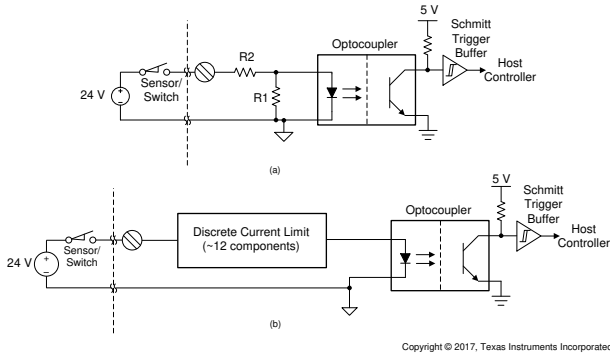 5 V
Schmitt
Trigger
Buffer
Optocoupler
R2
Host
Controller
Sensor/
Switch
24 V
R1
(a)
5 V
Schmitt
Trigger
Buffer
Optocoupler
Discrete Current Limit
(~12 components)
Host
Controller
Sensor/
Switch
24 V
(b)
Copyright © 2017, Texas Instruments Incorporated